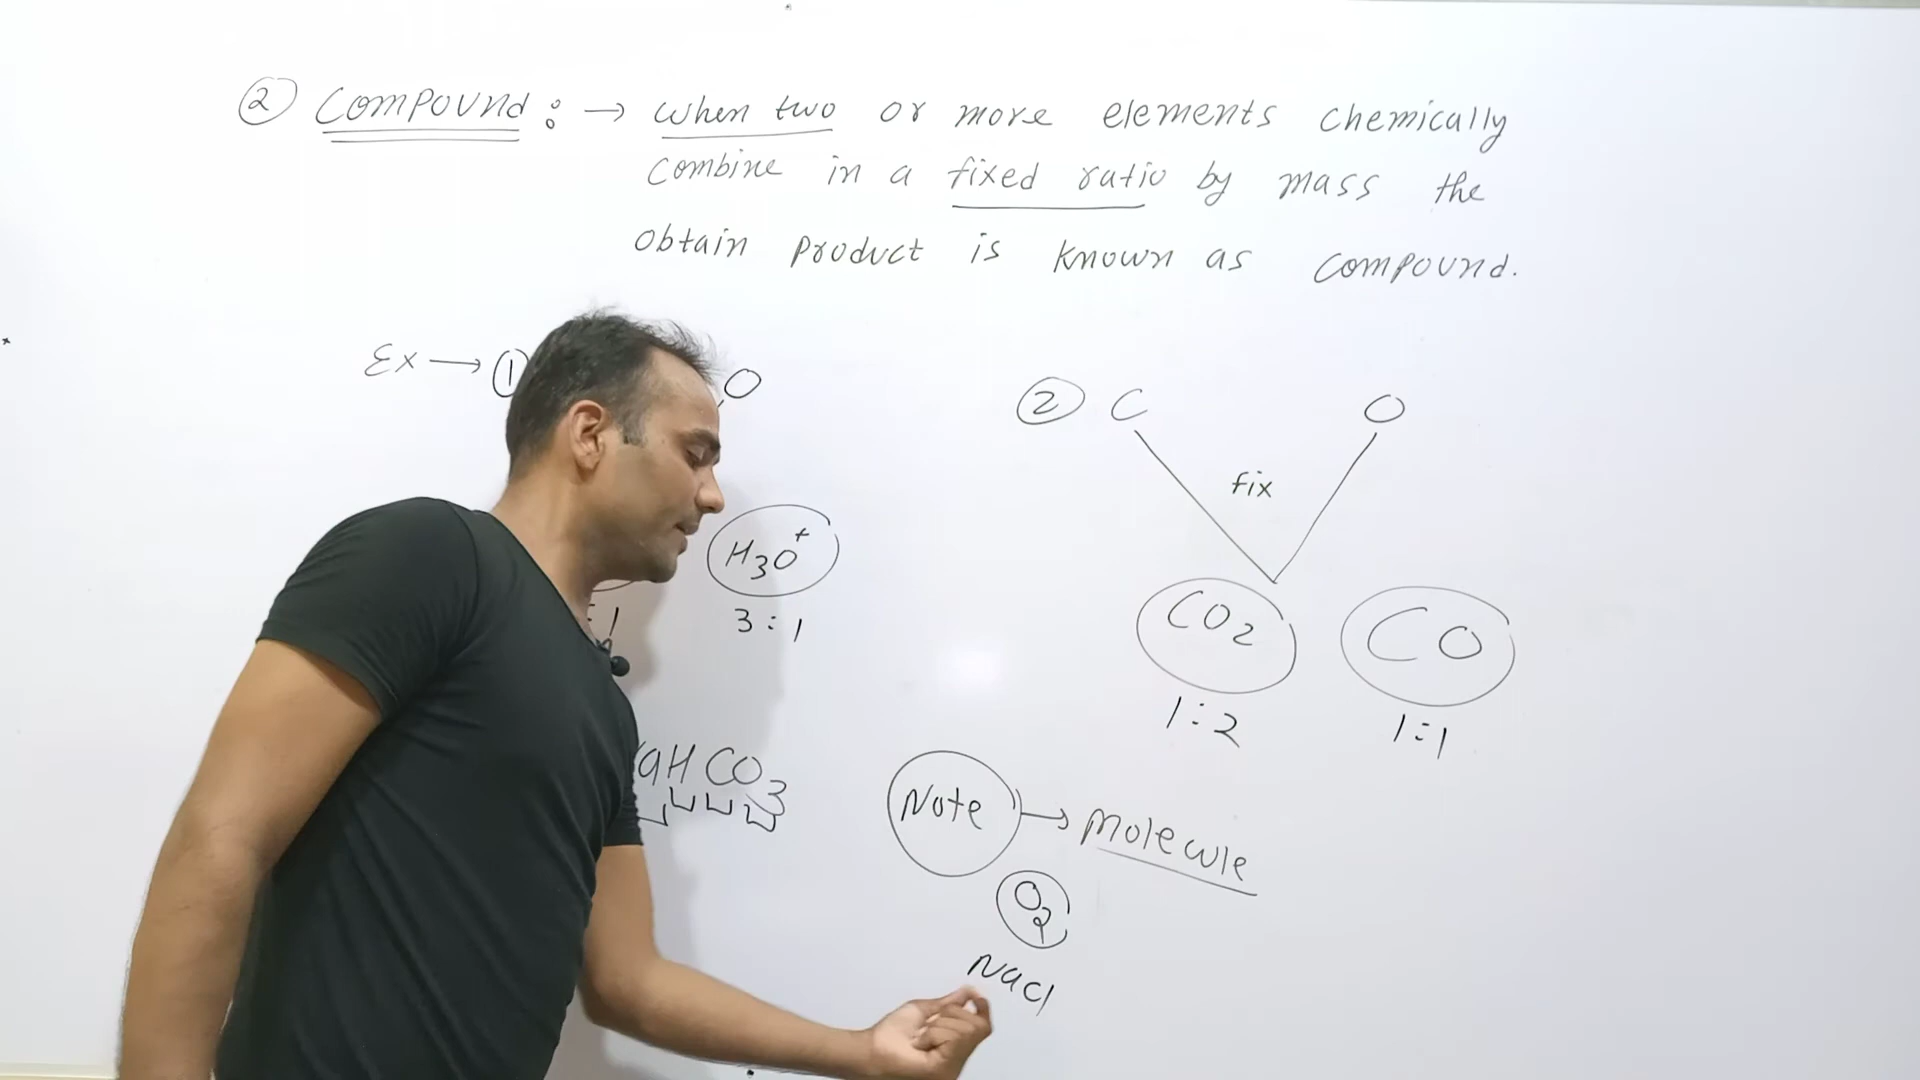 ② Compound : → when two or more elements chemically
combine in a fixed ratio by mass the
obtain product is known as compound.
Ex → ① O
② C O
fix
H₃O⁺
: 1
3 : 1
CO₂ CO
1 : 2 1 : 1
aHCO₃
Note → Molecule
O₂
Nacl